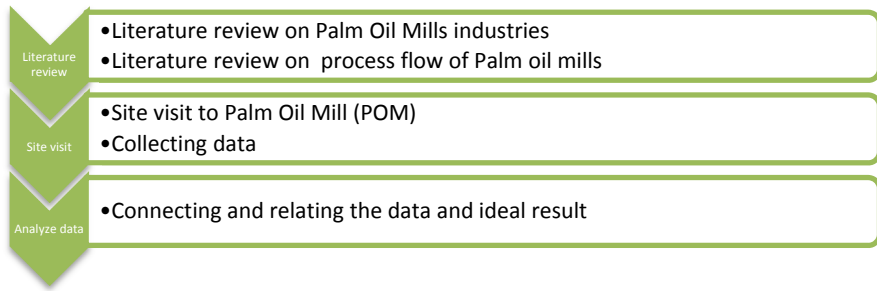 Literature
review
•Literature review on Palm Oil Mills industries
•Literature review on process flow of Palm oil mills
Site visit
•Site visit to Palm Oil Mill (POM)
•Collecting data
Analyze data
•Connecting and relating the data and ideal result